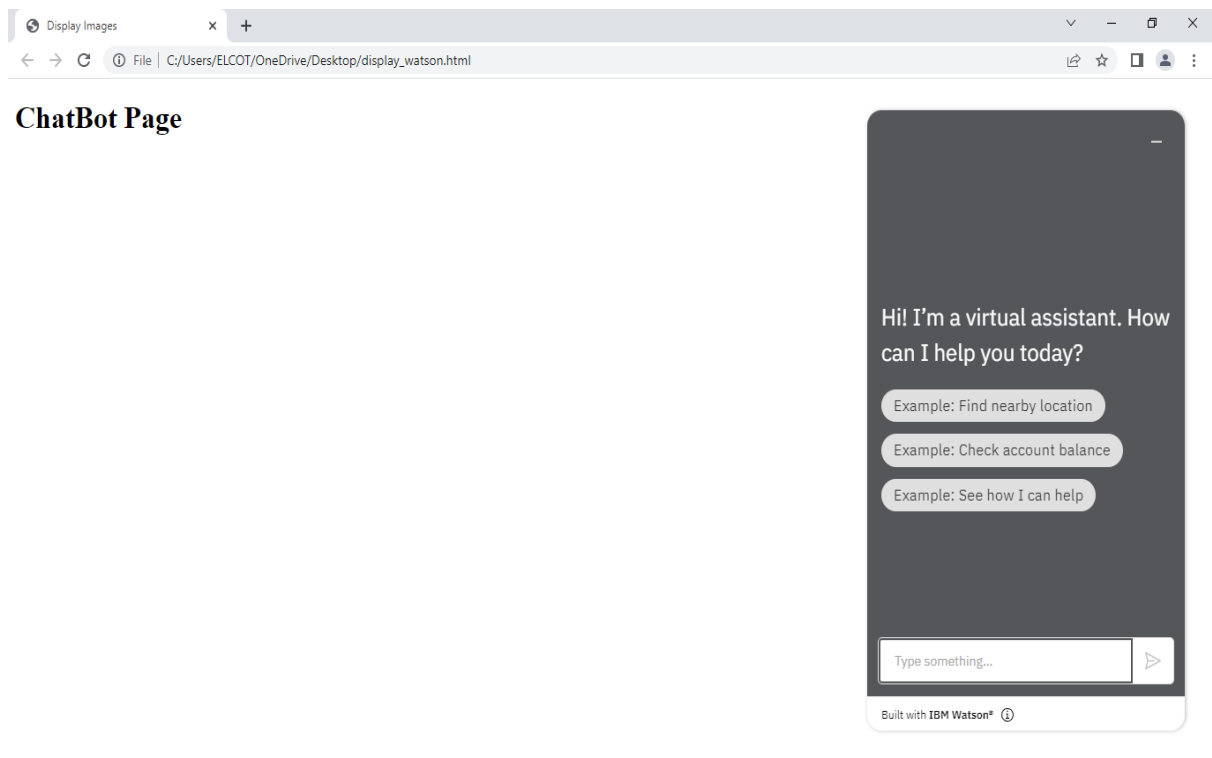 Display Images
File C:/Users/ELCOT/OneDrive/Desktop/display_watson.html
ChatBot Page
Hi! I'm a virtual assistant. How
can I help you today?
Example: Find nearby location
Example: Check account balance
Example: See how I can help
Type something...
Built with IBM Watson®